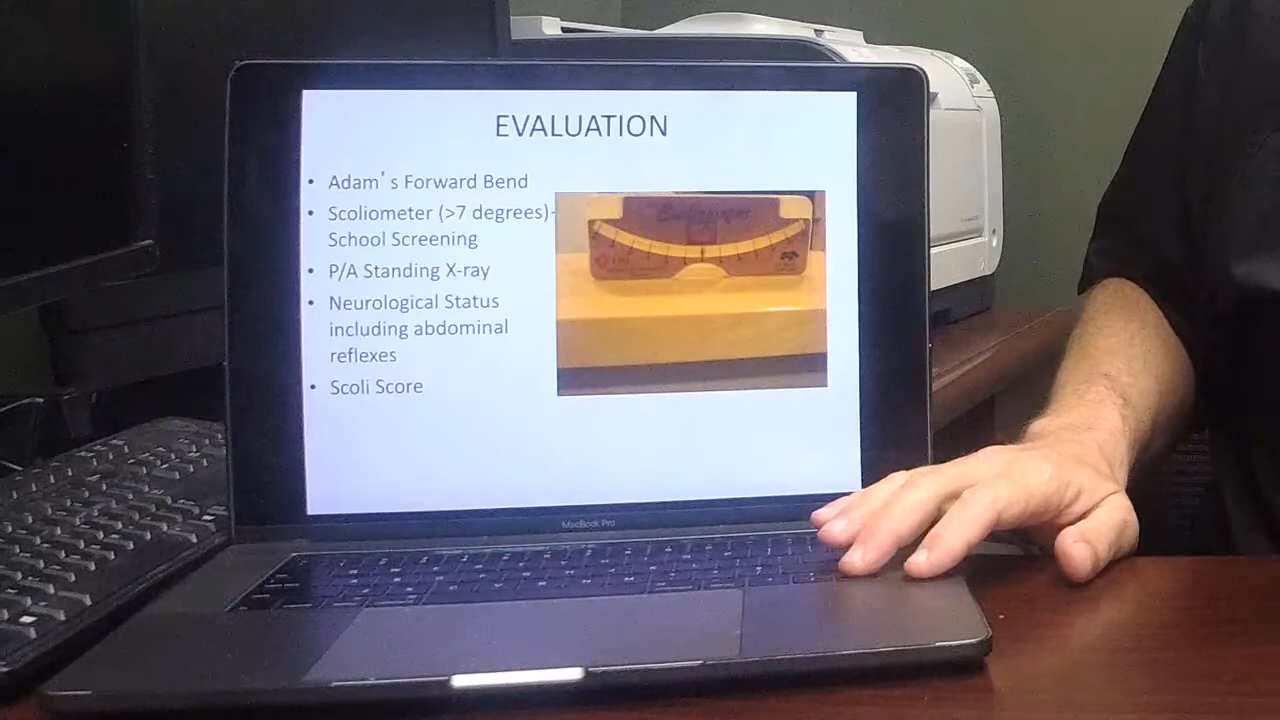 EVALUATION
• Adam's Forward Bend
• Scoliometer (>7 degrees)-
School Screening
• P/A Standing X-ray
• Neurological Status
including abdominal
reflexes
• Scoli Score
MacBook Pro